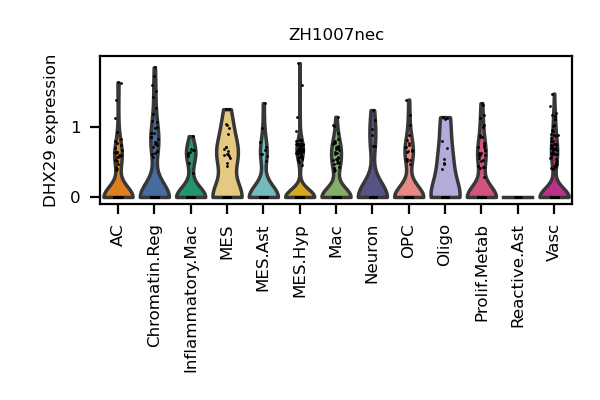 ZH1007nec
DHX29 expression
1
0
AC
Chromatin.Reg
Inflammatory.Mac
MES
MES.Ast
MES.Hyp
Mac
Neuron
OPC
Oligo
Prolif.Metab
Reactive.Ast
Vasc